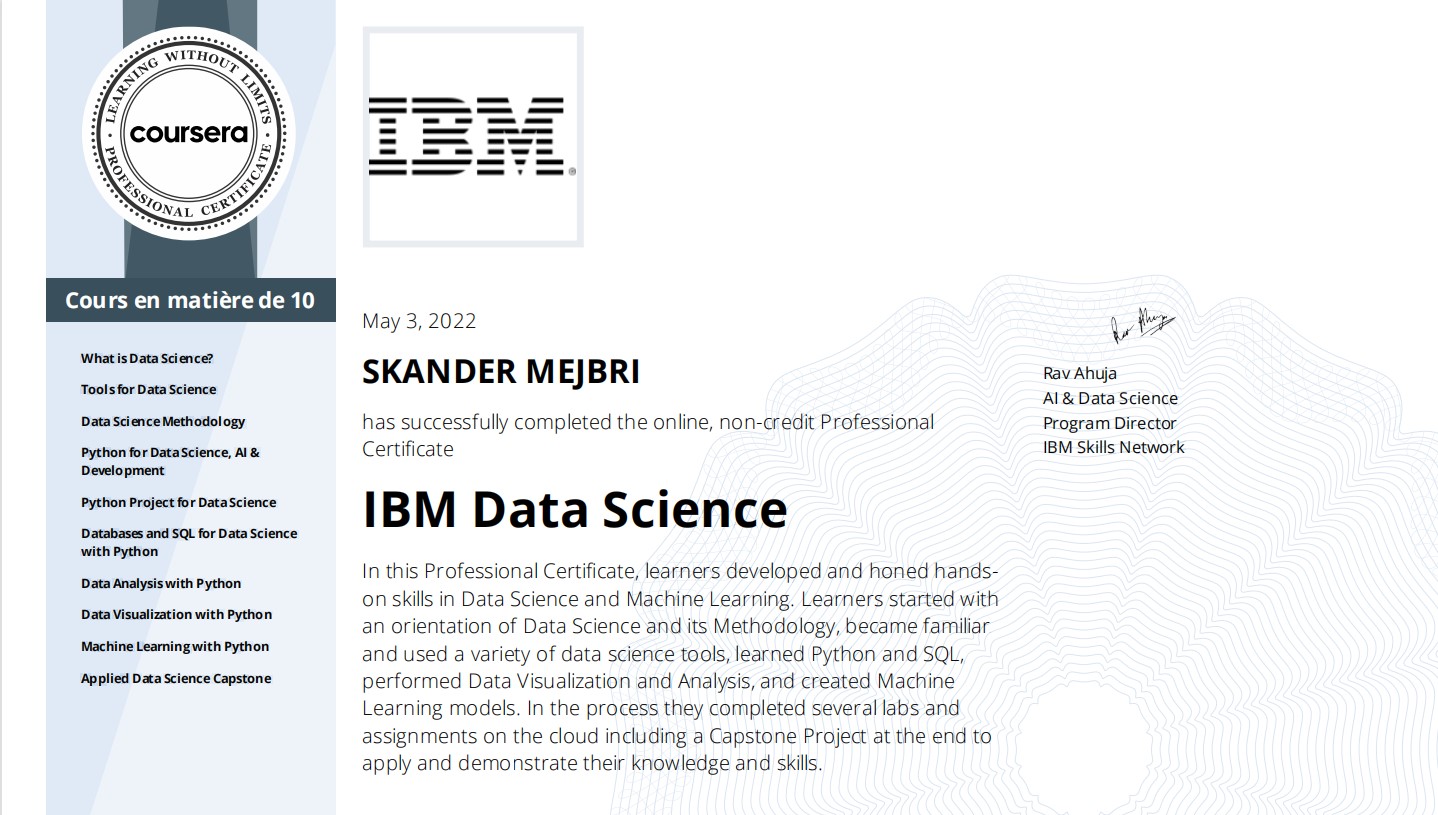 LEARNING WITHOUT LIMITS
coursera
PROFESSIONAL CERTIFICATE
Cours en matière de 10
What is Data Science?
Tools for Data Science
Data Science Methodology
Python for Data Science, AI &
Development
Python Project for Data Science
Databases and SQL for Data Science
with Python
Data Analysis with Python
Data Visualization with Python
Machine Learning with Python
Applied Data Science Capstone
IBM®
May 3, 2022
SKANDER MEJBRI
has successfully completed the online, non-credit Professional
Certificate
IBM Data Science
In this Professional Certificate, learners developed and honed hands-
on skills in Data Science and Machine Learning. Learners started with
an orientation of Data Science and its Methodology, became familiar
and used a variety of data science tools, learned Python and SQL,
performed Data Visualization and Analysis, and created Machine
Learning models. In the process they completed several labs and
assignments on the cloud including a Capstone Project at the end to
apply and demonstrate their knowledge and skills.
Rav Ahuja
Rav Ahuja
AI & Data Science
Program Director
IBM Skills Network